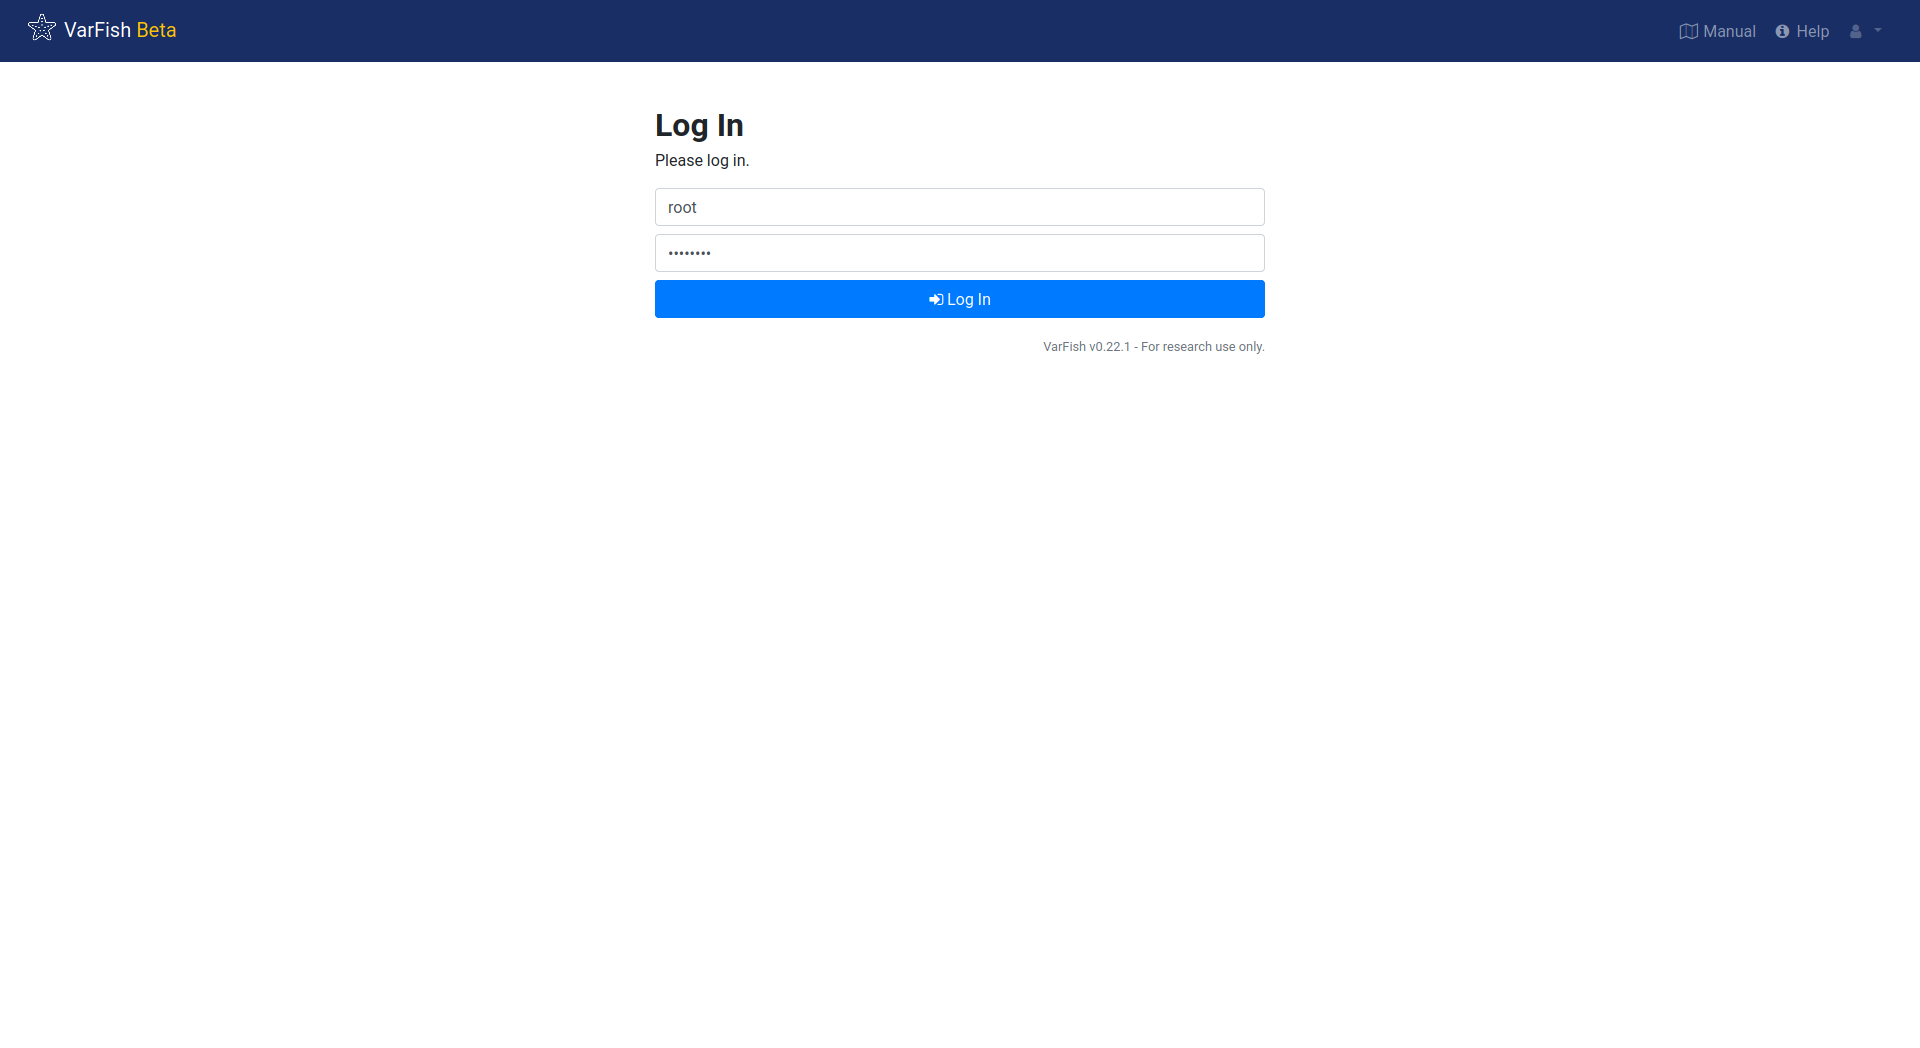 VarFish Beta
Manual
Help
Log In
Please log in.
root
••••••••
Log In
VarFish v0.22.1 - For research use only.